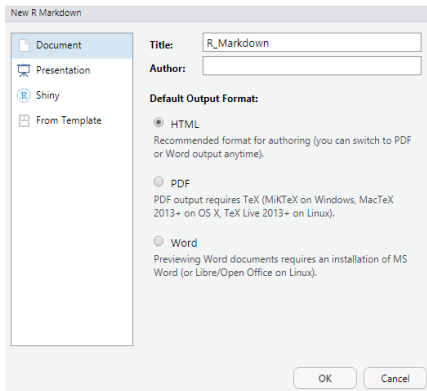 New R Markdown
Document
Presentation
R Shiny
From Template
Title: R_Markdown
Author:
Default Output Format:
HTML
Recommended format for authoring (you can switch to PDF
or Word output anytime).
PDF
PDF output requires TeX (MiKTeX on Windows, MacTeX
2013+ on OS X, TeX Live 2013+ on Linux).
Word
Previewing Word documents requires an installation of MS
Word (or Libre/Open Office on Linux).
OK Cancel